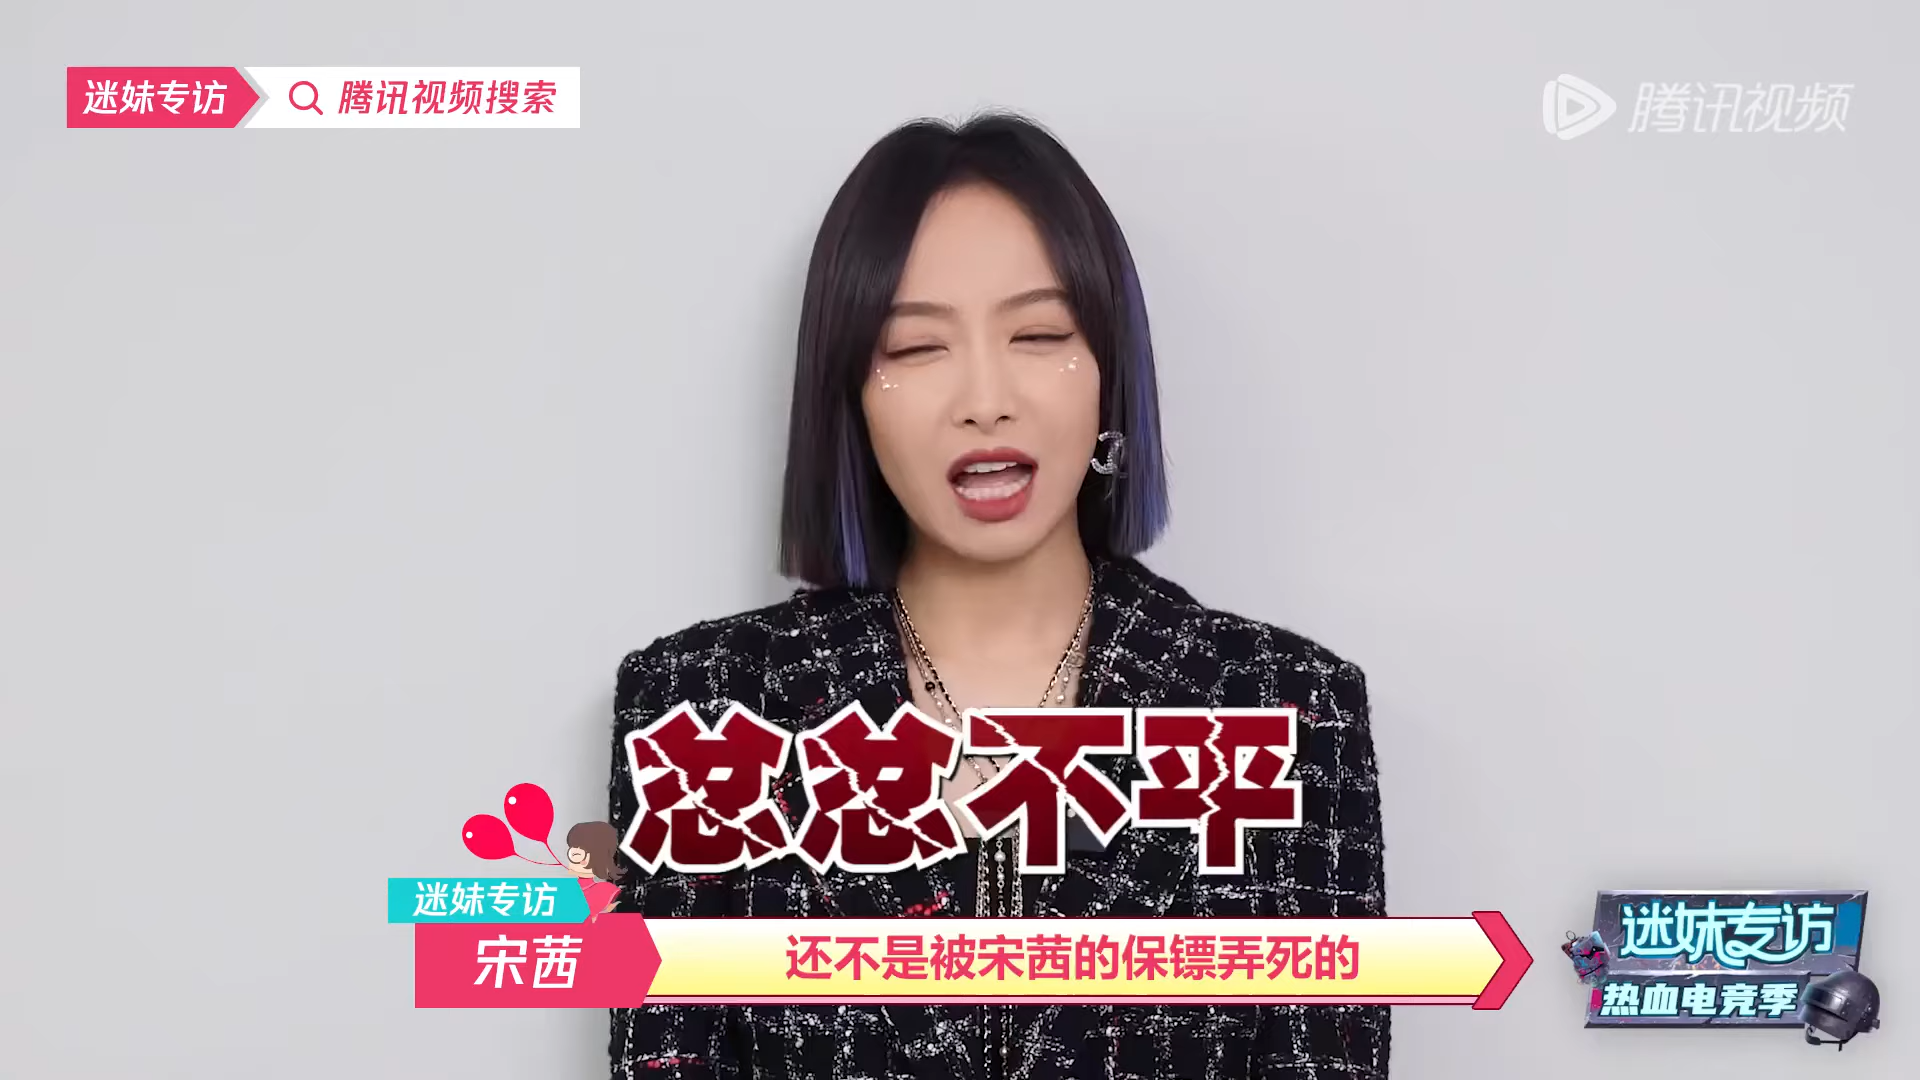 迷妹专访
腾讯视频搜索
腾讯视频
忿忿不平
迷妹专访
宋茜
还不是被宋茜的保镖弄死的
迷妹专访
热血电竞季